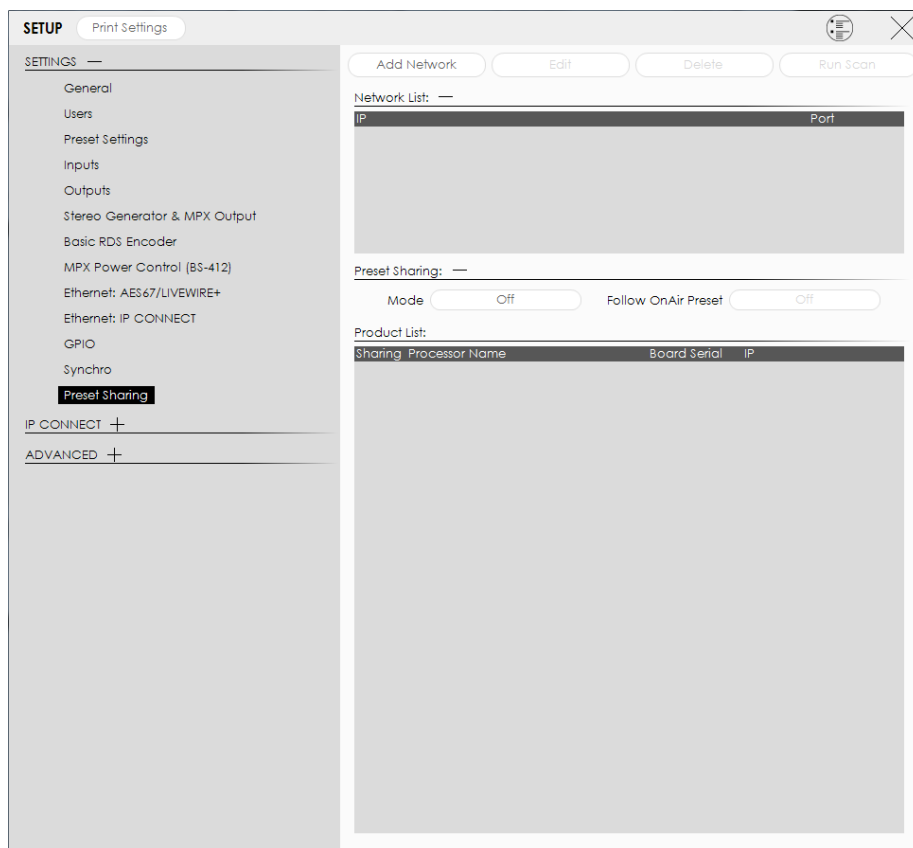 SETUP Print Settings
SETTINGS
General
Users
Preset Settings
Inputs
Outputs
Stereo Generator & MPX Output
Basic RDS Encoder
MPX Power Control (BS-412)
Ethernet: AES67/LIVEWIRE+
Ethernet: IP CONNECT
GPIO
Synchro
Preset Sharing
IP CONNECT
ADVANCED
Add Network Edit Delete Run Scan
Network List:
IP Port
Preset Sharing:
Mode Off Follow OnAir Preset Off
Product List:
Sharing Processor Name Board Serial IP